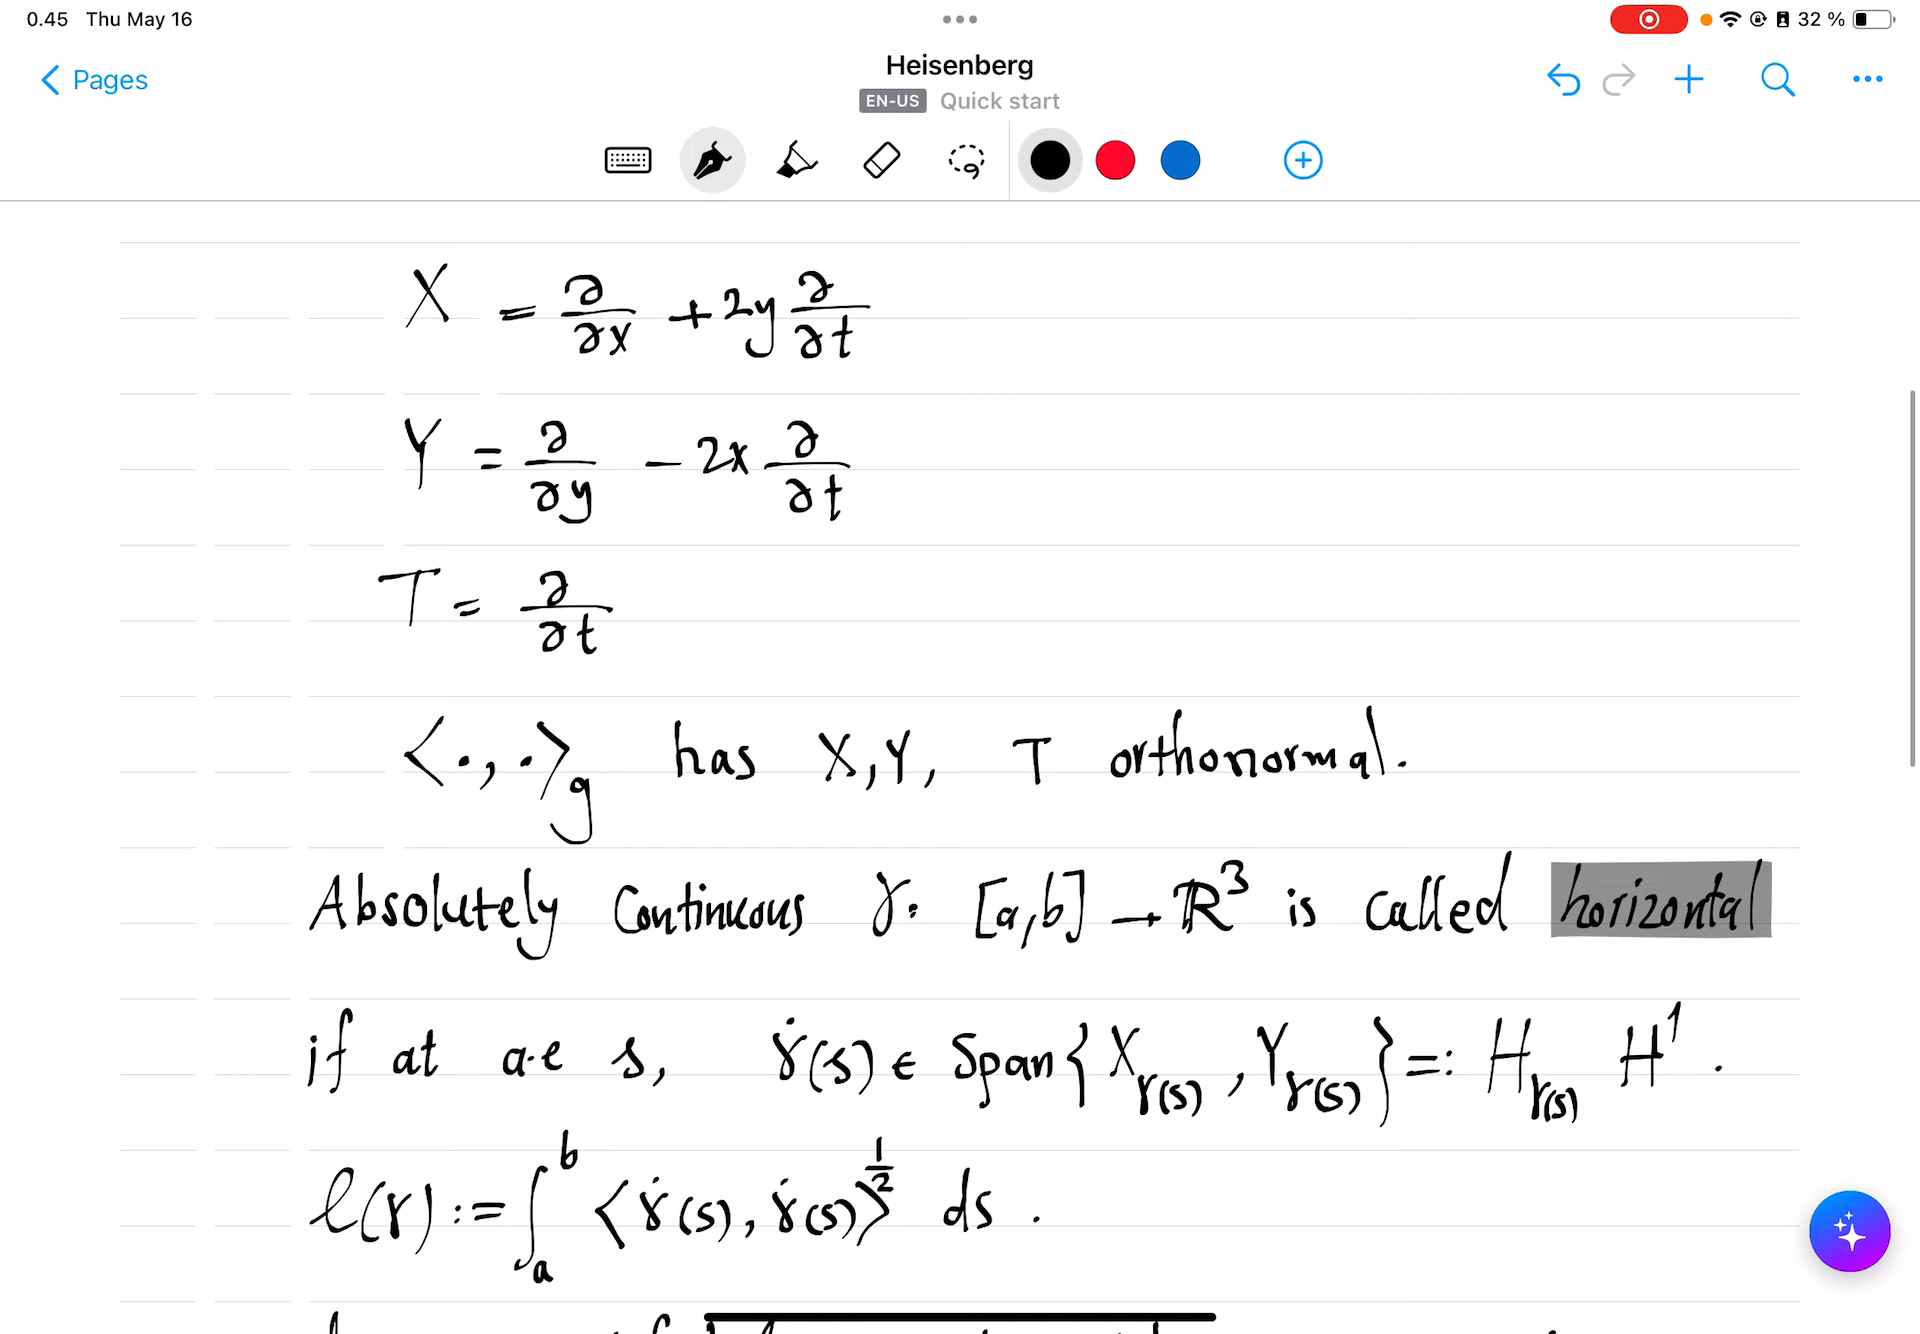 0.45 Thu May 16
32 %
Pages
Heisenberg
EN-US Quick start
X = ∂/∂x + 2y ∂/∂t
Y = ∂/∂y − 2x ∂/∂t
T = ∂/∂t
<·,·>_g has X, Y, T orthonormal.
Absolutely Continuous γ: [a,b] → ℝ³ is called horizontal
if at a·e s, γ̇(s) ∈ Span{X_γ(s), Y_γ(s)} =: H_γ(s) H¹.
ℓ(γ) := ∫_a^b <γ̇(s), γ̇(s)>^{1/2} ds.